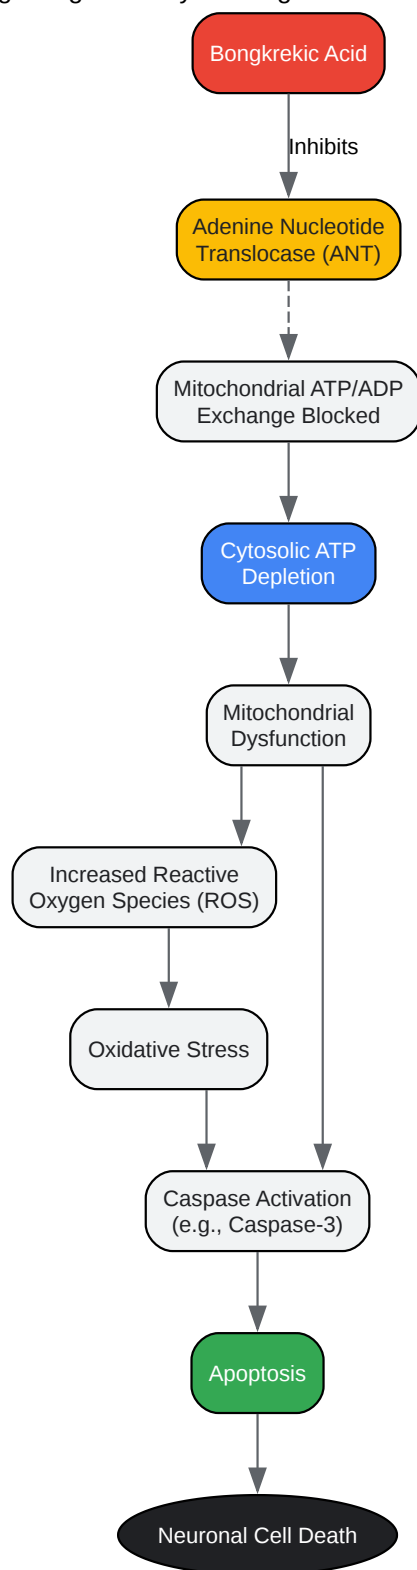 Bongkrekic Acid
Inhibits
Adenine Nucleotide
Translocase (ANT)
Mitochondrial ATP/ADP
Exchange Blocked
Cytosolic ATP
Depletion
Mitochondrial
Dysfunction
Increased Reactive
Oxygen Species (ROS)
Oxidative Stress
Caspase Activation
(e.g., Caspase-3)
Apoptosis
Neuronal Cell Death